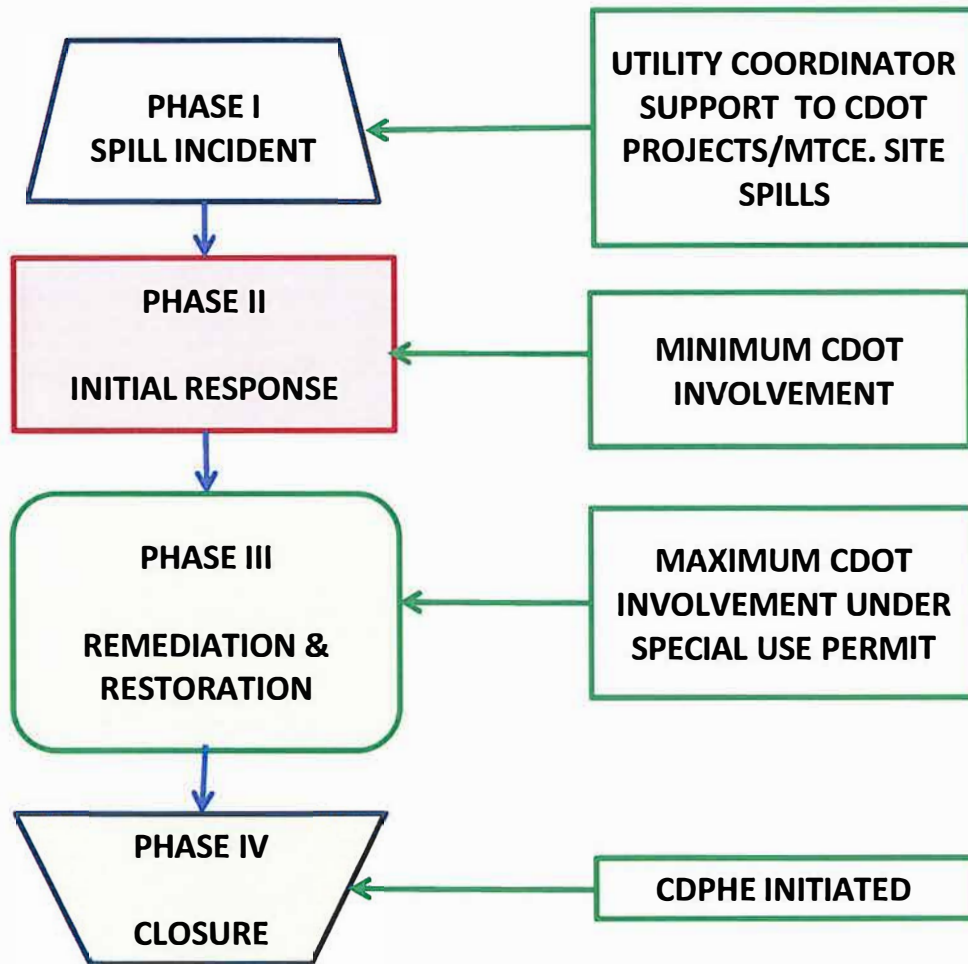 PHASE I
SPILL INCIDENT
UTILITY COORDINATOR
SUPPORT TO CDOT
PROJECTS/MTCE. SITE
SPILLS
PHASE II
INITIAL RESPONSE
MINIMUM CDOT
INVOLVEMENT
PHASE III
REMEDIATION &
RESTORATION
MAXIMUM CDOT
INVOLVEMENT UNDER
SPECIAL USE PERMIT
PHASE IV
CLOSURE
CDPHE INITIATED